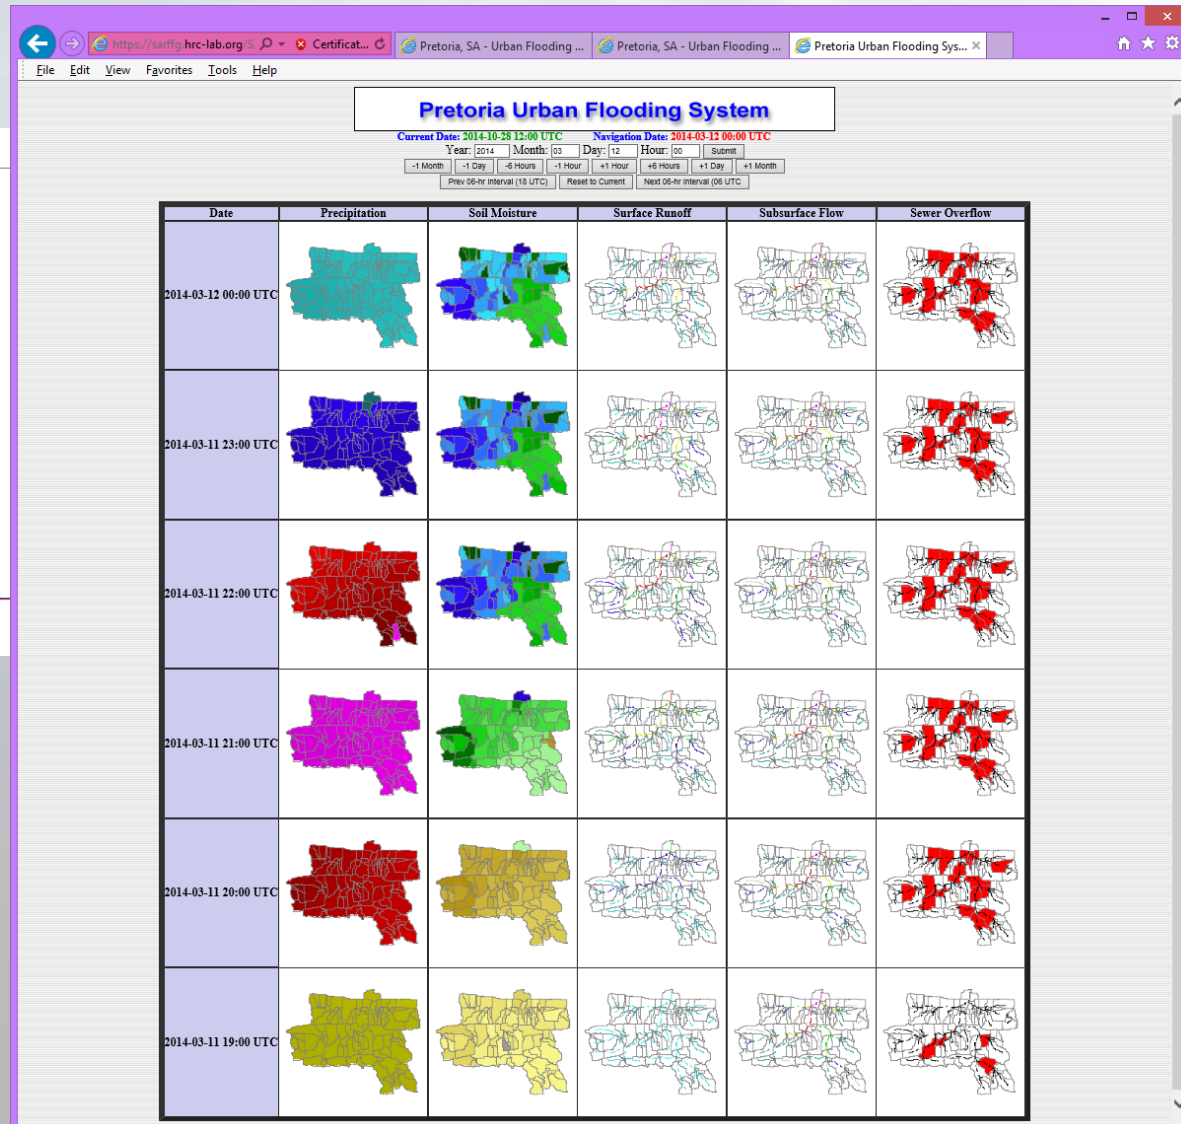 https://sarffg.hrc-lab.org/S Certificat... Pretoria, SA - Urban Flooding ... Pretoria, SA - Urban Flooding ... Pretoria Urban Flooding Sys...
File Edit View Favorites Tools Help
Pretoria Urban Flooding System
Current Date: 2014-10-28 12:00 UTC Navigation Date: 2014-03-12 00:00 UTC
Year: 2014 Month: 03 Day: 12 Hour: 00 Submit
-1 Month -1 Day -6 Hours -1 Hour +1 Hour +6 Hours +1 Day +1 Month
Prev 06-hr Interval (18 UTC) Reset to Current Next 06-hr Interval (06 UTC
Date Precipitation Soil Moisture Surface Runoff Subsurface Flow Sewer Overflow
2014-03-12 00:00 UTC
2014-03-11 23:00 UTC
2014-03-11 22:00 UTC
2014-03-11 21:00 UTC
2014-03-11 20:00 UTC
2014-03-11 19:00 UTC